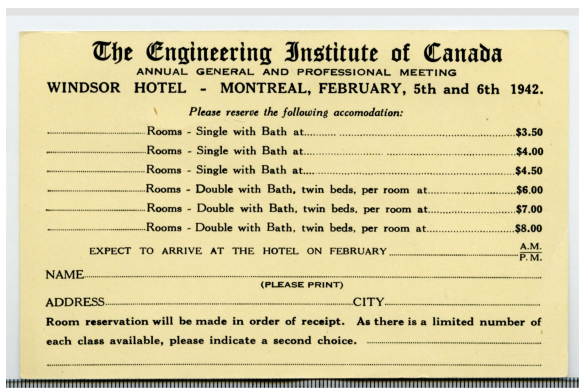 The Engineering Institute of Canada
ANNUAL GENERAL AND PROFESSIONAL MEETING
WINDSOR HOTEL - MONTREAL, FEBRUARY, 5th and 6th 1942.
Please reserve the following accomodation:
....................Rooms - Single with Bath at....................$3.50
....................Rooms - Single with Bath at....................$4.00
....................Rooms - Single with Bath at....................$4.50
....................Rooms - Double with Bath, twin beds, per room at....................$6.00
....................Rooms - Double with Bath, twin beds, per room at....................$7.00
....................Rooms - Double with Bath, twin beds, per room at....................$8.00
EXPECT TO ARRIVE AT THE HOTEL ON FEBRUARY.................... A.M.
P.M.
NAME....................
(PLEASE PRINT)
ADDRESS....................CITY....................
Room reservation will be made in order of receipt. As there is a limited number of
each class available, please indicate a second choice. ....................